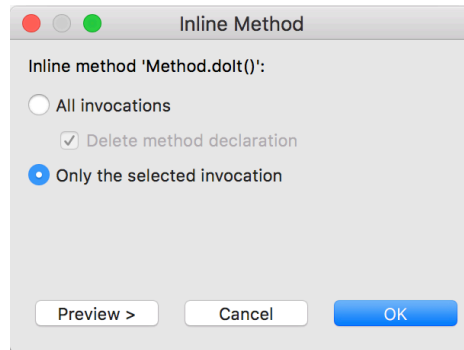 Inline Method
Inline method 'Method.doIt()':
All invocations
Delete method declaration
Only the selected invocation
Preview > Cancel OK